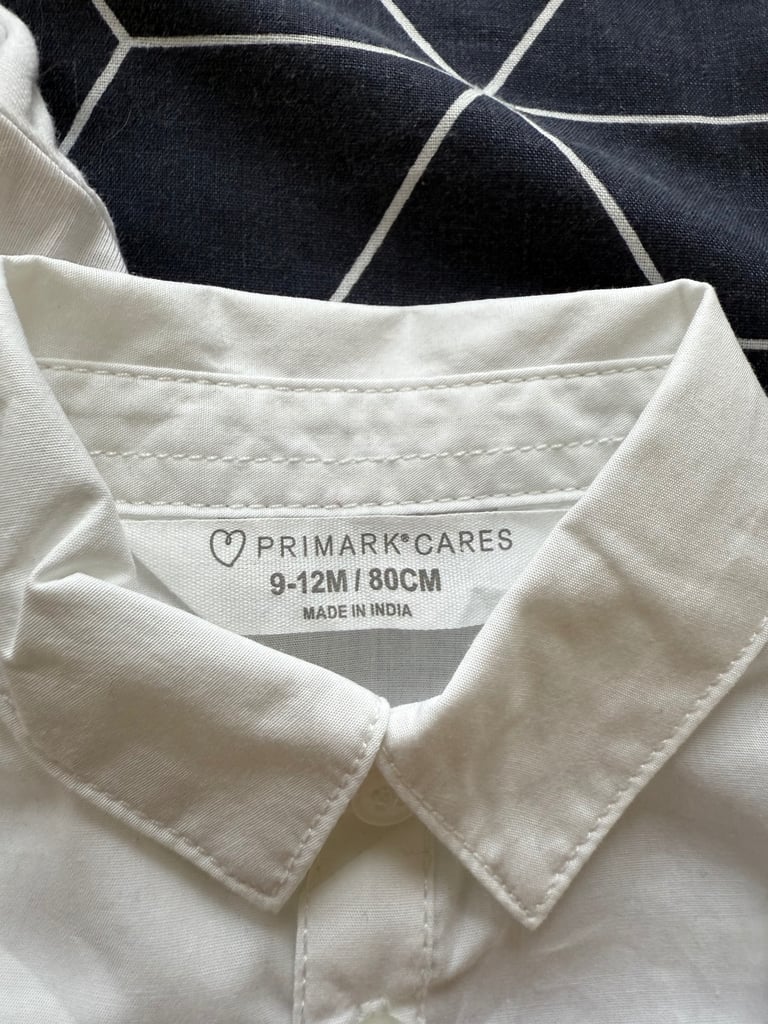 PRIMARK®CARES
9-12M / 80CM
MADE IN INDIA